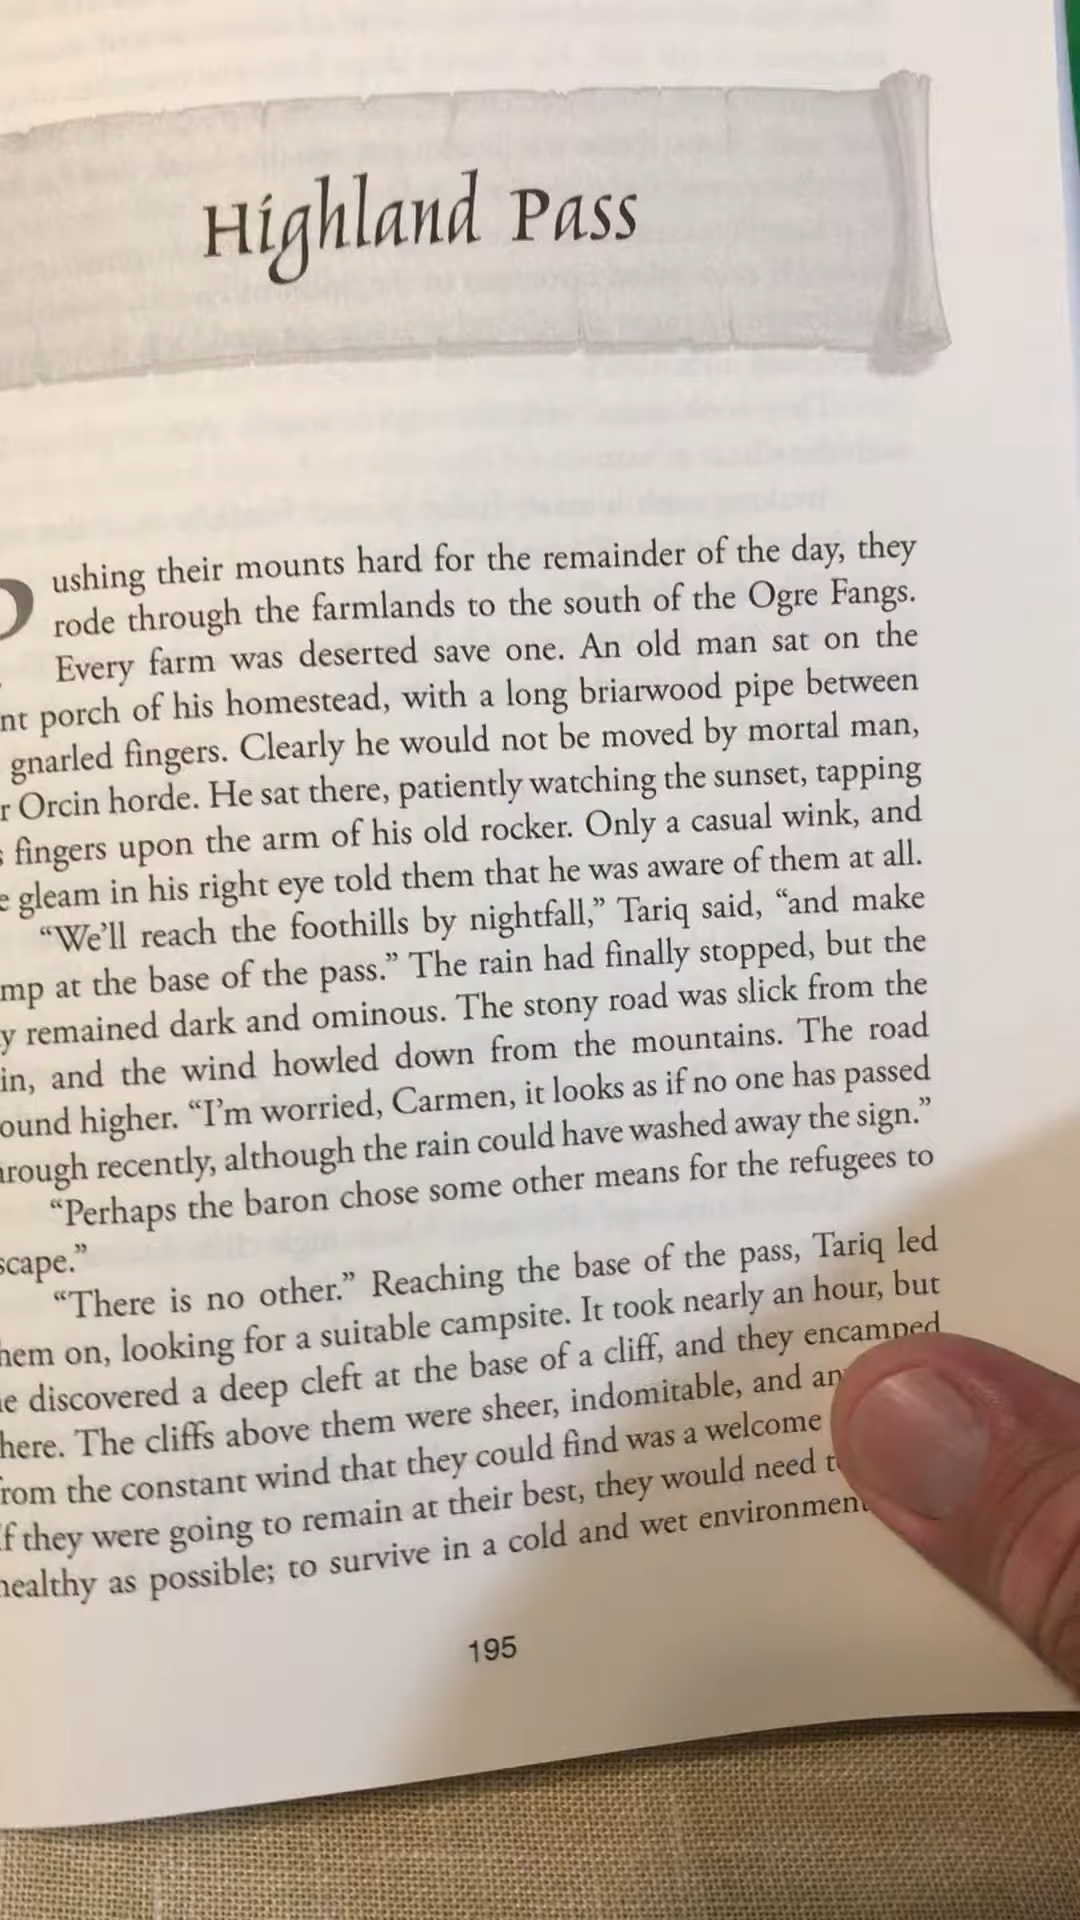 Highland Pass
ushing their mounts hard for the remainder of the day, they
rode through the farmlands to the south of the Ogre Fangs.
Every farm was deserted save one. An old man sat on the
nt porch of his homestead, with a long briarwood pipe between
gnarled fingers. Clearly he would not be moved by mortal man,
r Orcin horde. He sat there, patiently watching the sunset, tapping
s fingers upon the arm of his old rocker. Only a casual wink, and
e gleam in his right eye told them that he was aware of them at all.
“We’ll reach the foothills by nightfall,” Tariq said, “and make
mp at the base of the pass.” The rain had finally stopped, but the
y remained dark and ominous. The stony road was slick from the
in, and the wind howled down from the mountains. The road
ound higher. “I’m worried, Carmen, it looks as if no one has passed
rough recently, although the rain could have washed away the sign.”
“Perhaps the baron chose some other means for the refugees to
scape.”
“There is no other.” Reaching the base of the pass, Tariq led
hem on, looking for a suitable campsite. It took nearly an hour, but
e discovered a deep cleft at the base of a cliff, and they encamped
here. The cliffs above them were sheer, indomitable, and an
rom the constant wind that they could find was a welcome
f they were going to remain at their best, they would need t
healthy as possible; to survive in a cold and wet environment
195